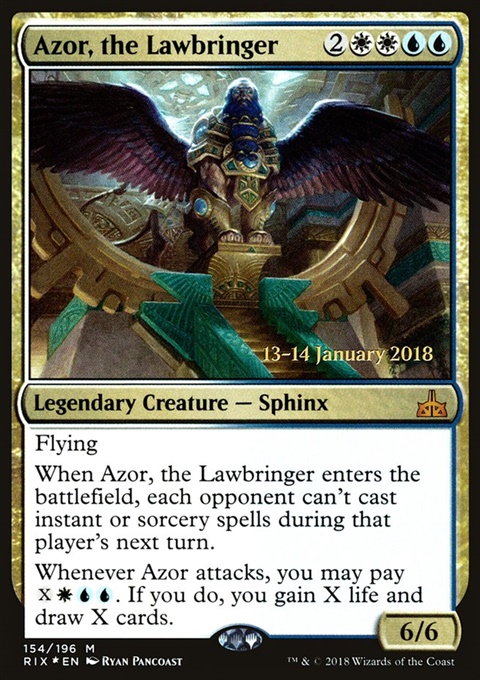 Azor, the Lawbringer 2
13-14 January 2018
Legendary Creature — Sphinx
Flying
When Azor, the Lawbringer enters the
battlefield, each opponent can't cast
instant or sorcery spells during that
player's next turn.
Whenever Azor attacks, you may pay
X. If you do, you gain X life and
draw X cards.
6/6
154/196 M
RIX★EN Ryan Pancoast
™ & © 2018 Wizards of the Coast